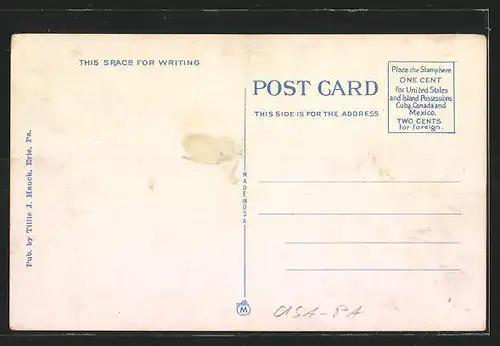 THIS SPACE FOR WRITING
POST CARD
THIS SIDE IS FOR THE ADDRESS
Place the Stamp here
ONE CENT
for United States
and Island Possessions
Cuba, Canada and
Mexico.
TWO CENTS
for foreign.
Pub. by Tillie J. Hauck, Erie, Pa.
MADE IN USA
M
USA-PA